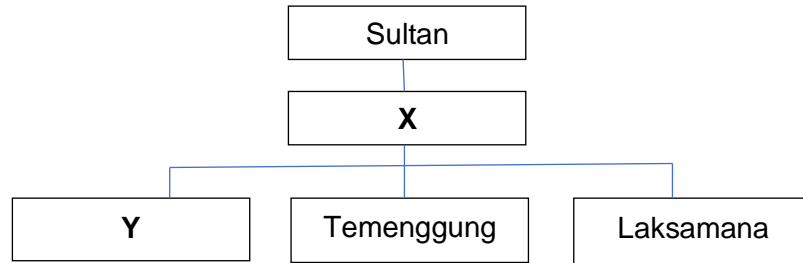 Sultan
X
Y
Temenggung
Laksamana